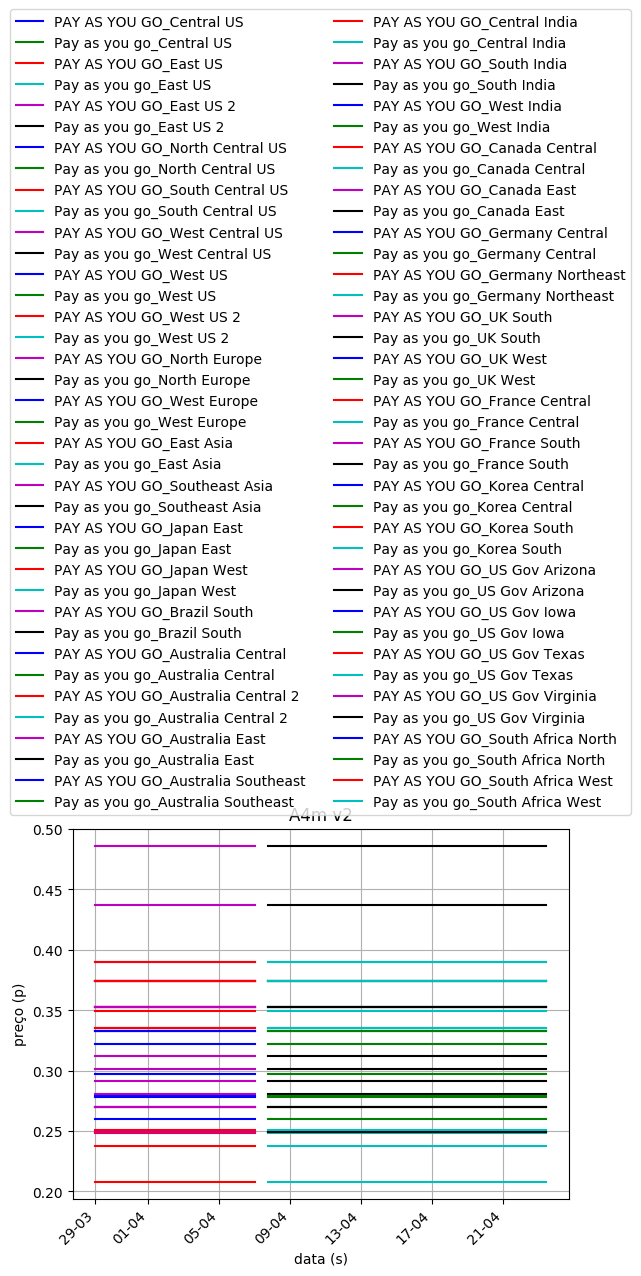 PAY AS YOU GO_Central US
Pay as you go_Central US
PAY AS YOU GO_East US
Pay as you go_East US
PAY AS YOU GO_East US 2
Pay as you go_East US 2
PAY AS YOU GO_North Central US
Pay as you go_North Central US
PAY AS YOU GO_South Central US
Pay as you go_South Central US
PAY AS YOU GO_West Central US
Pay as you go_West Central US
PAY AS YOU GO_West US
Pay as you go_West US
PAY AS YOU GO_West US 2
Pay as you go_West US 2
PAY AS YOU GO_North Europe
Pay as you go_North Europe
PAY AS YOU GO_West Europe
Pay as you go_West Europe
PAY AS YOU GO_East Asia
Pay as you go_East Asia
PAY AS YOU GO_Southeast Asia
Pay as you go_Southeast Asia
PAY AS YOU GO_Japan East
Pay as you go_Japan East
PAY AS YOU GO_Japan West
Pay as you go_Japan West
PAY AS YOU GO_Brazil South
Pay as you go_Brazil South
PAY AS YOU GO_Australia Central
Pay as you go_Australia Central
PAY AS YOU GO_Australia Central 2
Pay as you go_Australia Central 2
PAY AS YOU GO_Australia East
Pay as you go_Australia East
PAY AS YOU GO_Australia Southeast
Pay as you go_Australia Southeast
PAY AS YOU GO_Central India
Pay as you go_Central India
PAY AS YOU GO_South India
Pay as you go_South India
PAY AS YOU GO_West India
Pay as you go_West India
PAY AS YOU GO_Canada Central
Pay as you go_Canada Central
PAY AS YOU GO_Canada East
Pay as you go_Canada East
PAY AS YOU GO_Germany Central
Pay as you go_Germany Central
PAY AS YOU GO_Germany Northeast
Pay as you go_Germany Northeast
PAY AS YOU GO_UK South
Pay as you go_UK South
PAY AS YOU GO_UK West
Pay as you go_UK West
PAY AS YOU GO_France Central
Pay as you go_France Central
PAY AS YOU GO_France South
Pay as you go_France South
PAY AS YOU GO_Korea Central
Pay as you go_Korea Central
PAY AS YOU GO_Korea South
Pay as you go_Korea South
PAY AS YOU GO_US Gov Arizona
Pay as you go_US Gov Arizona
PAY AS YOU GO_US Gov Iowa
Pay as you go_US Gov Iowa
PAY AS YOU GO_US Gov Texas
Pay as you go_US Gov Texas
PAY AS YOU GO_US Gov Virginia
Pay as you go_US Gov Virginia
PAY AS YOU GO_South Africa North
Pay as you go_South Africa North
PAY AS YOU GO_South Africa West
Pay as you go_South Africa West
A4m v2
0.50
0.45
0.40
0.35
0.30
0.25
0.20
preço (p)
29-03
01-04
05-04
09-04
13-04
17-04
21-04
data (s)